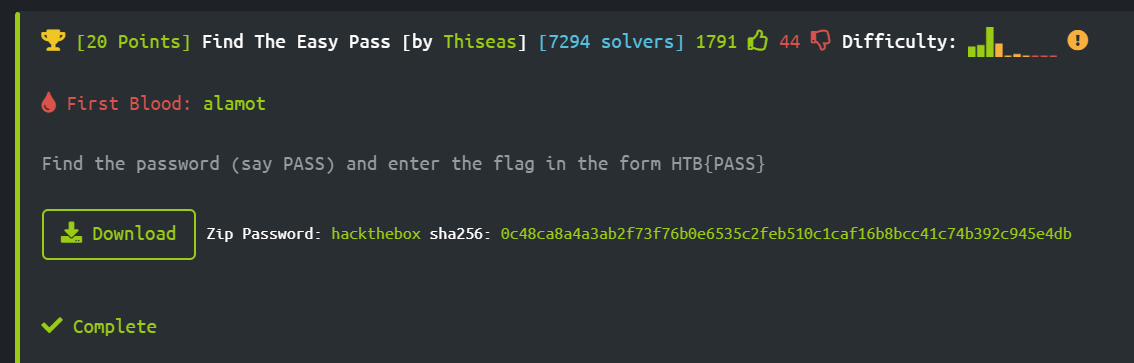 [20 Points] Find The Easy Pass [by Thiseas] [7294 solvers] 1791 44 Difficulty:
First Blood: alamot
Find the password (say PASS) and enter the flag in the form HTB{PASS}
Download Zip Password: hackthebox sha256: 0c48ca8a4a3ab2f73f76b0e6535c2feb510c1caf16b8bcc41c74b392c945e4db
Complete